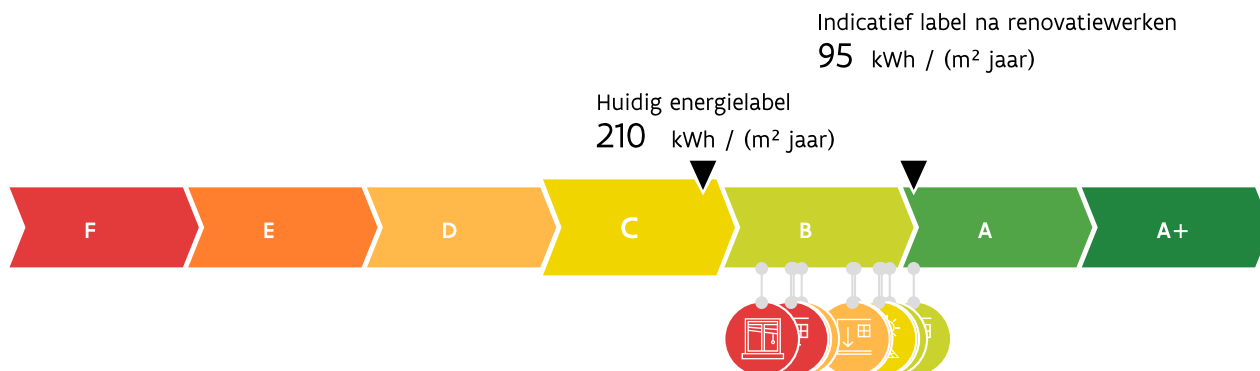 Indicatief label na renovatiewerken
95 kWh / (m² jaar)
Huidig energielabel
210 kWh / (m² jaar)
F E D C B A A+